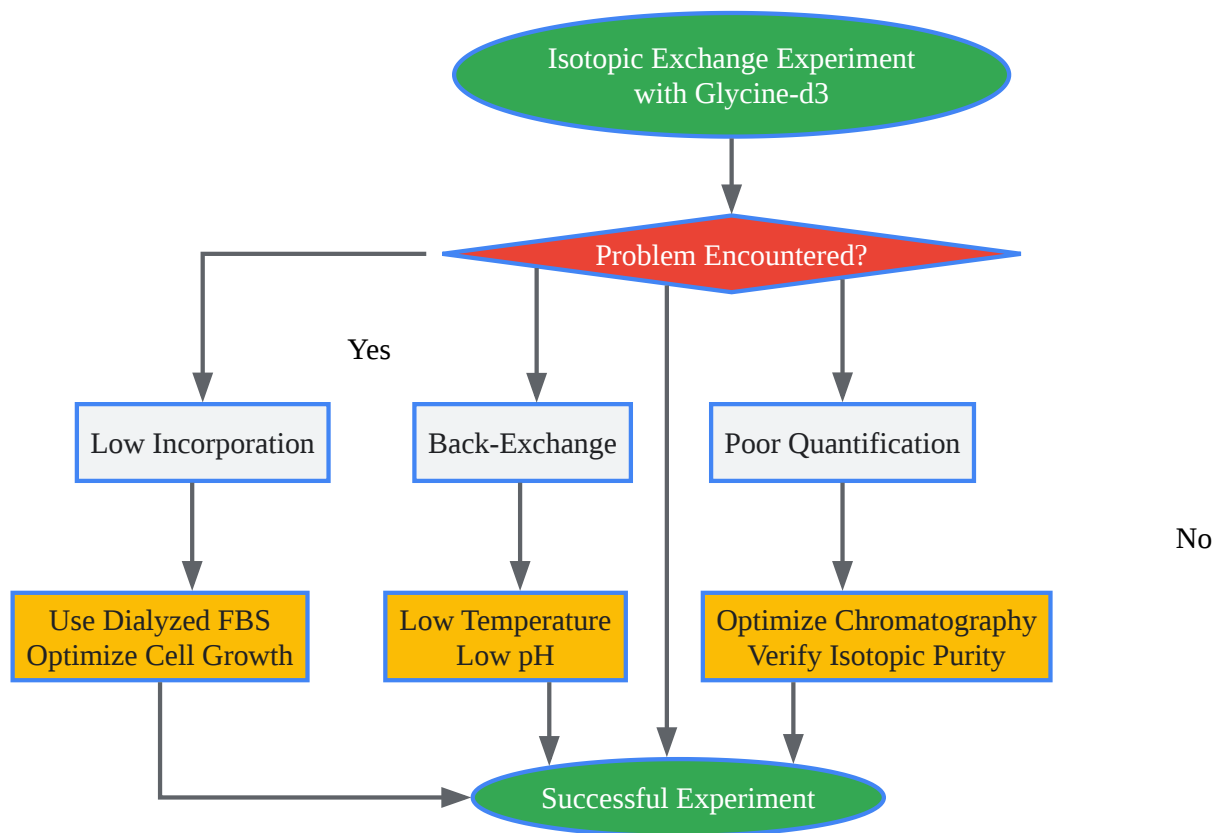 Isotopic Exchange Experiment
with Glycine-d3
Problem Encountered?
Yes
Low Incorporation
Back-Exchange
Poor Quantification
No
Use Dialyzed FBS
Optimize Cell Growth
Low Temperature
Low pH
Optimize Chromatography
Verify Isotopic Purity
Successful Experiment